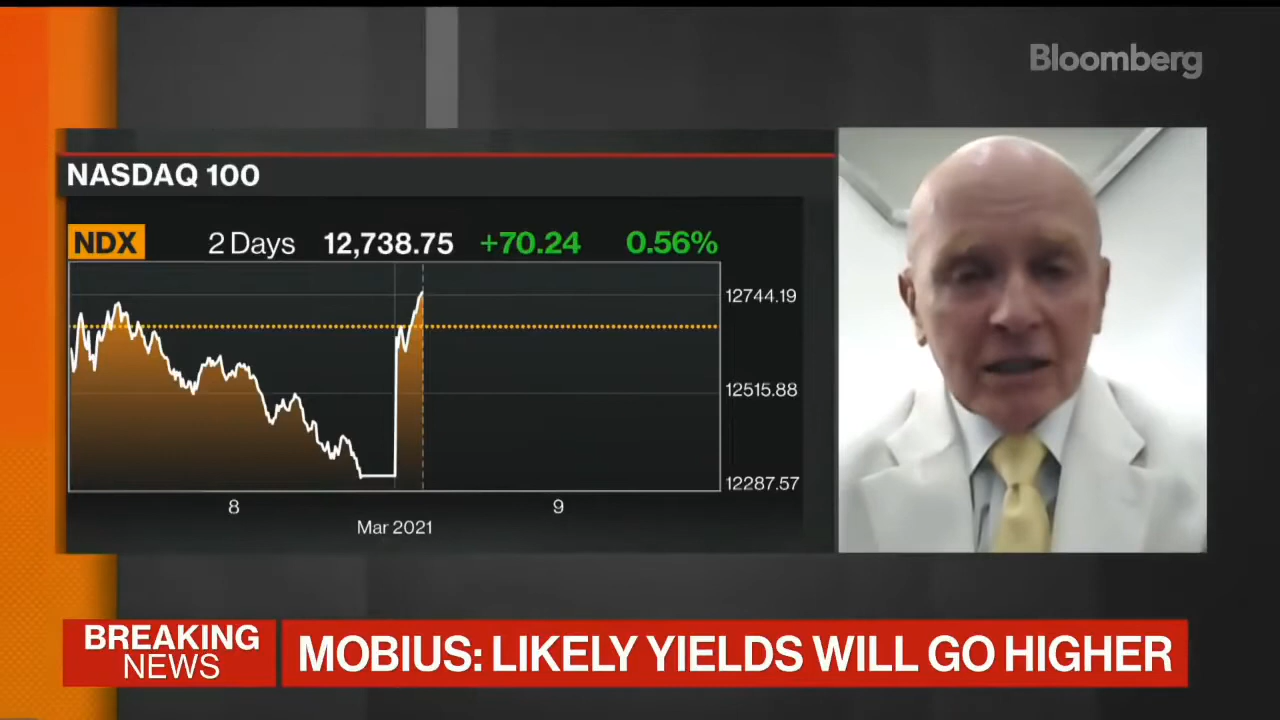 Bloomberg
NASDAQ 100
NDX 2 Days 12,738.75 +70.24 0.56%
12744.19
12515.88
12287.57
8 9
Mar 2021
BREAKING
NEWS
MOBIUS: LIKELY YIELDS WILL GO HIGHER